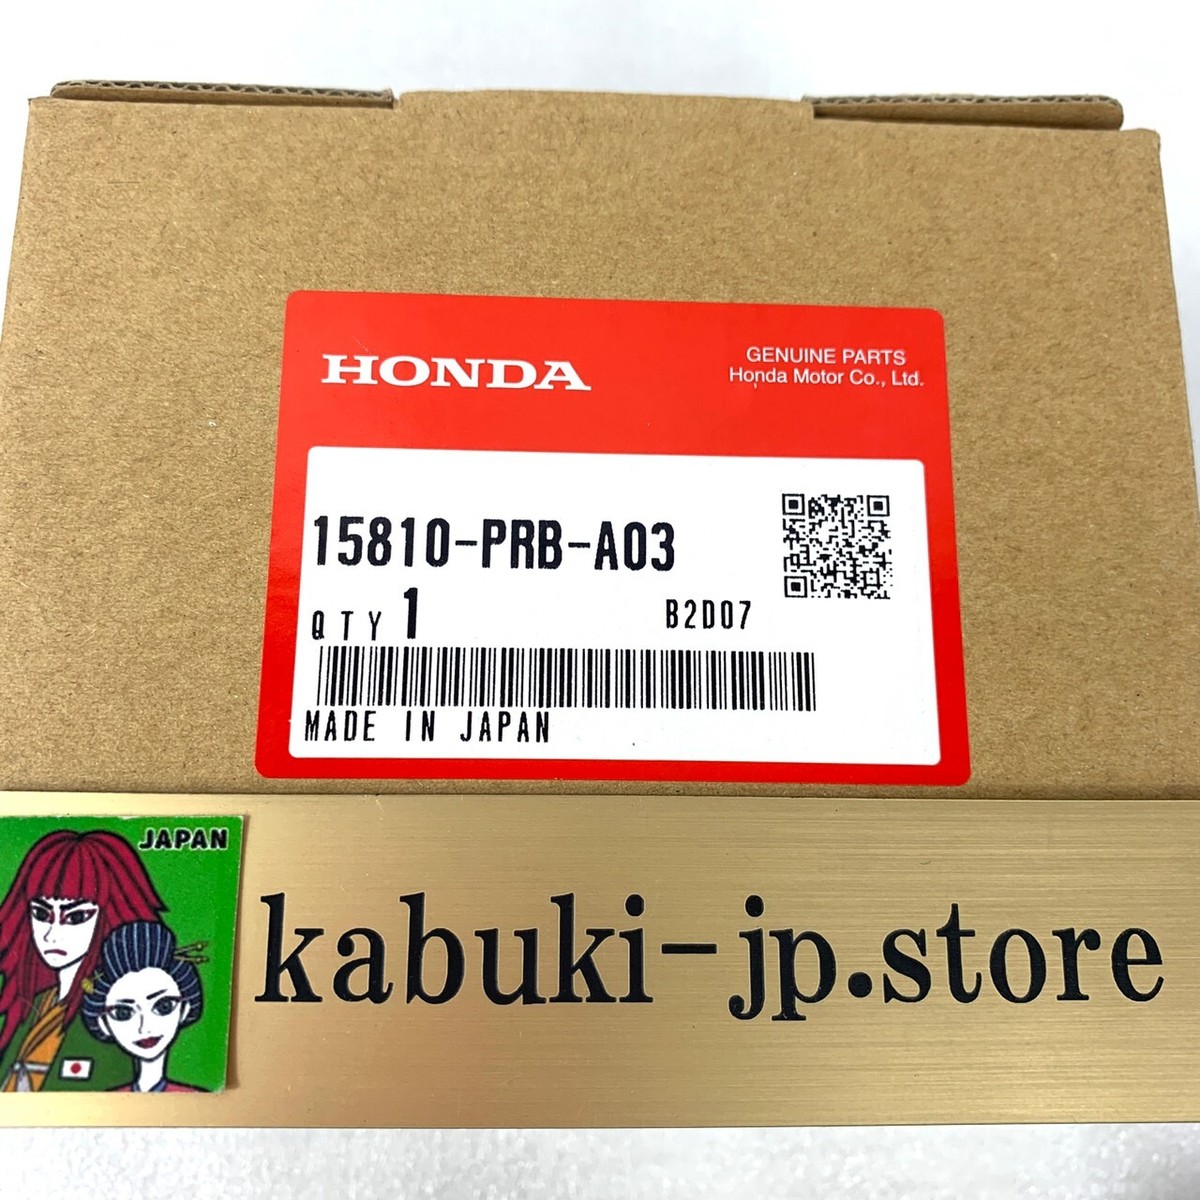 HONDA
GENUINE PARTS
Honda Motor Co., Ltd.
15810-PRB-A03
QTY 1
B2D07
MADE IN JAPAN
JAPAN
kabuki-jp.store